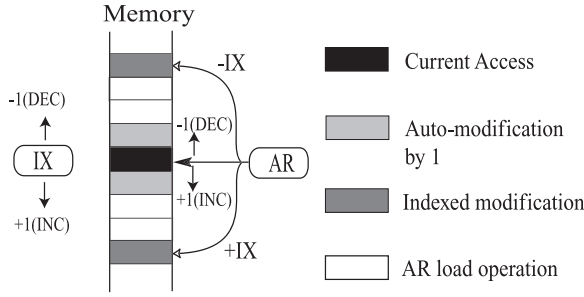 Memory
-IX
Current Access
-1(DEC)
-1(DEC)
Auto-modification
by 1
IX
AR
+1(INC)
+1(INC)
Indexed modification
+IX
AR load operation